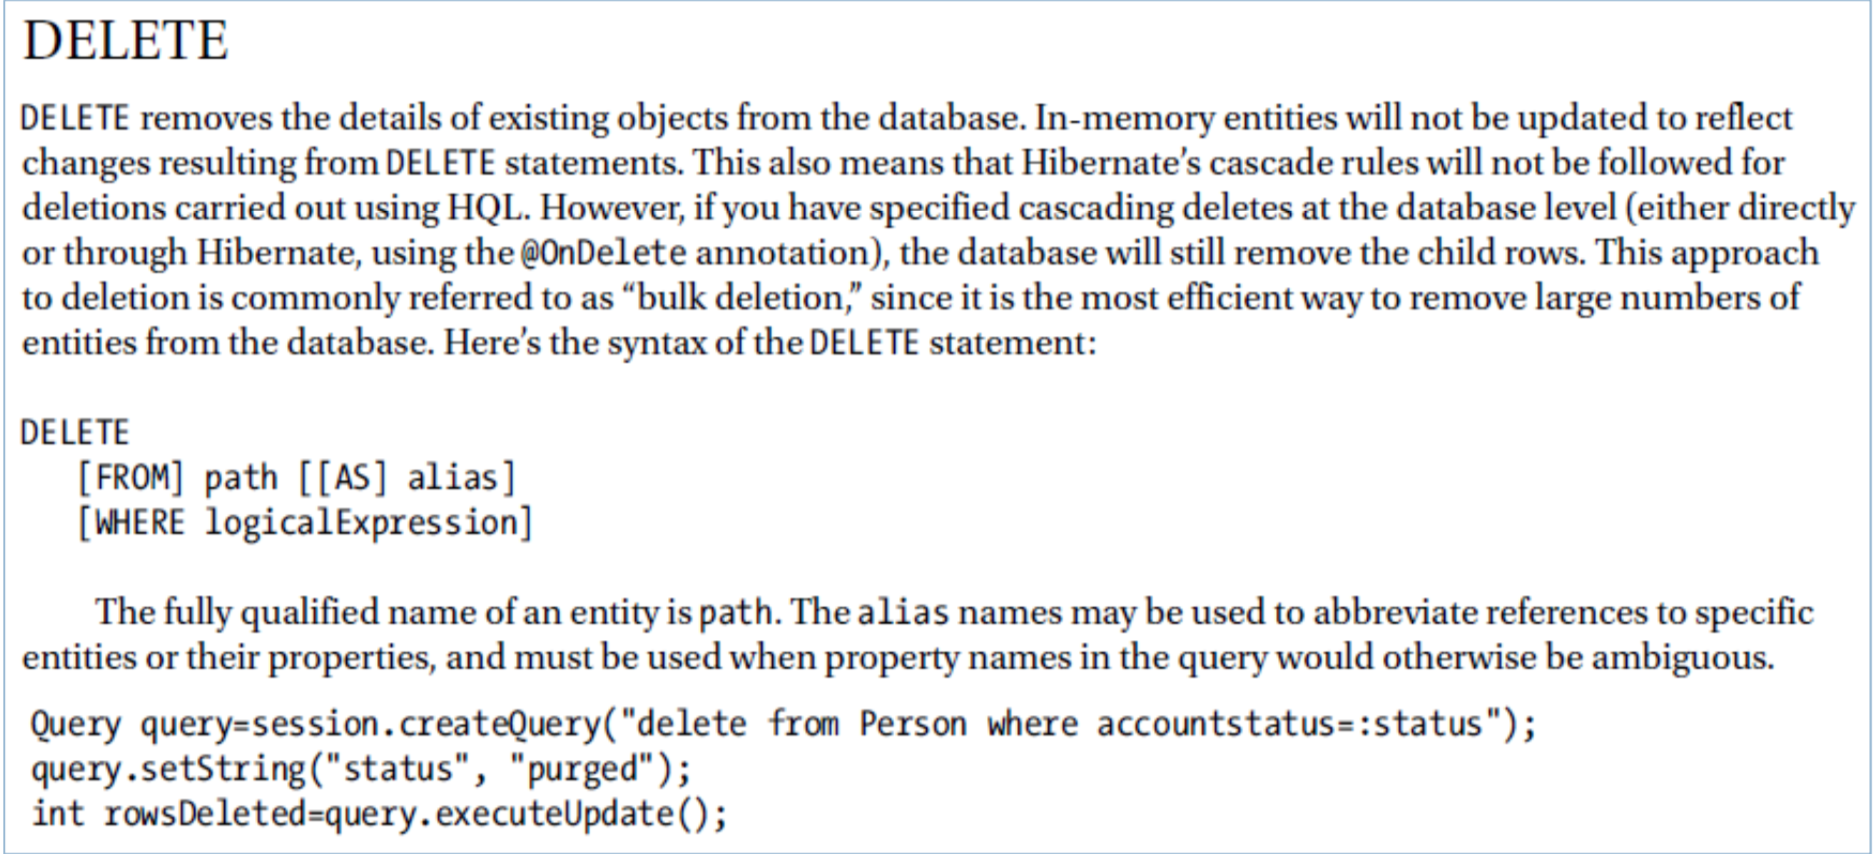 DELETE
DELETE removes the details of existing objects from the database. In-memory entities will not be updated to reflect
changes resulting from DELETE statements. This also means that Hibernate’s cascade rules will not be followed for
deletions carried out using HQL. However, if you have specified cascading deletes at the database level (either directly
or through Hibernate, using the @OnDelete annotation), the database will still remove the child rows. This approach
to deletion is commonly referred to as “bulk deletion,” since it is the most efficient way to remove large numbers of
entities from the database. Here’s the syntax of the DELETE statement:
DELETE
[FROM] path [[AS] alias]
[WHERE logicalExpression]
The fully qualified name of an entity is path. The alias names may be used to abbreviate references to specific
entities or their properties, and must be used when property names in the query would otherwise be ambiguous.
Query query=session.createQuery("delete from Person where accountstatus=:status");
query.setString("status", "purged");
int rowsDeleted=query.executeUpdate();